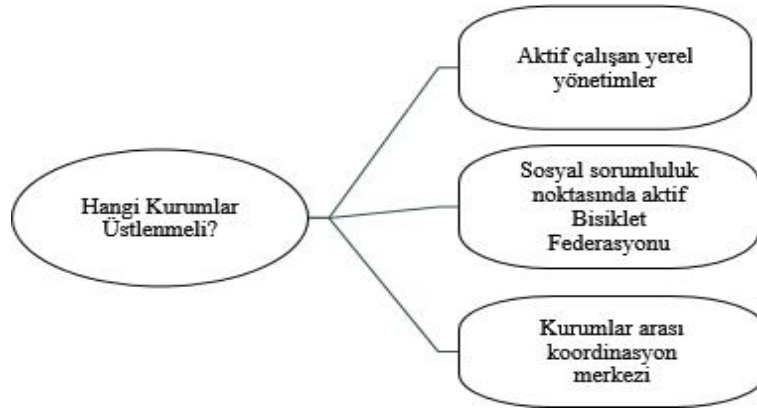 Hangi Kurumlar
Üstlenmeli?
Aktif çalışan yerel
yönetimler
Sosyal sorumluluk
noktasında aktif
Bisiklet
Federasyonu
Kurumlar arası
koordinasyon
merkezi